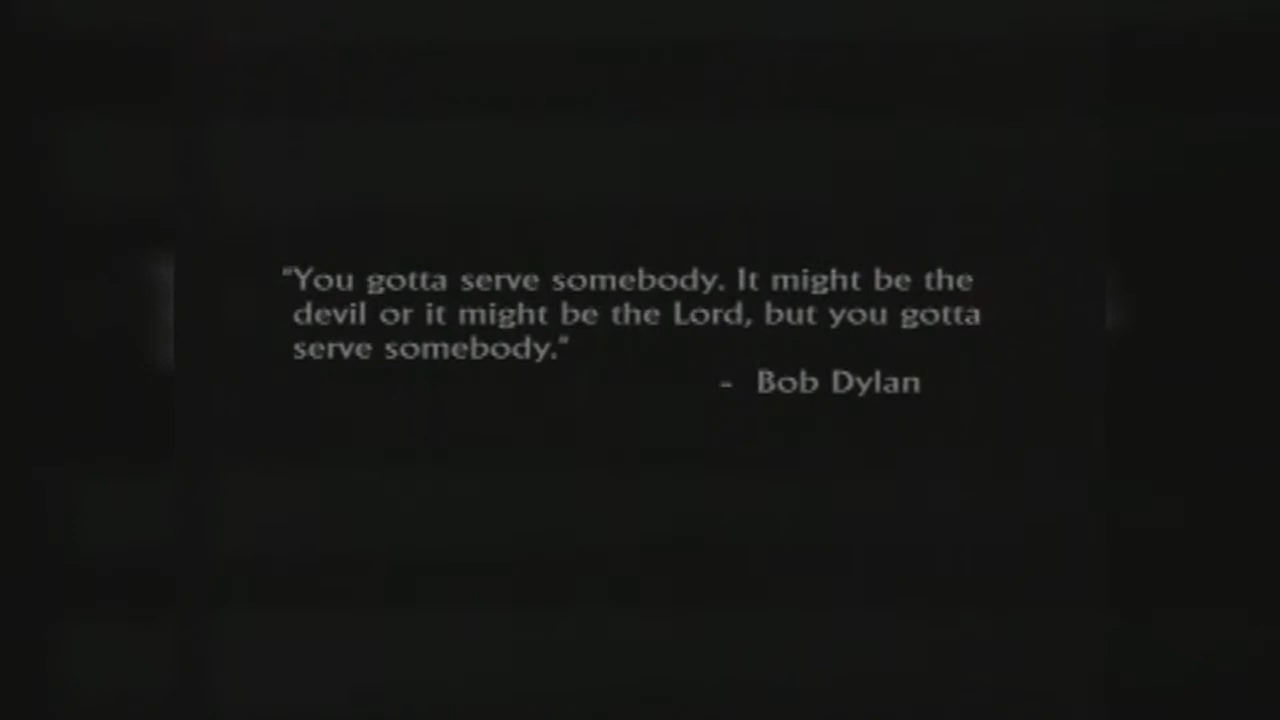 "You gotta serve somebody. It might be the
devil or it might be the Lord, but you gotta
serve somebody."
- Bob Dylan